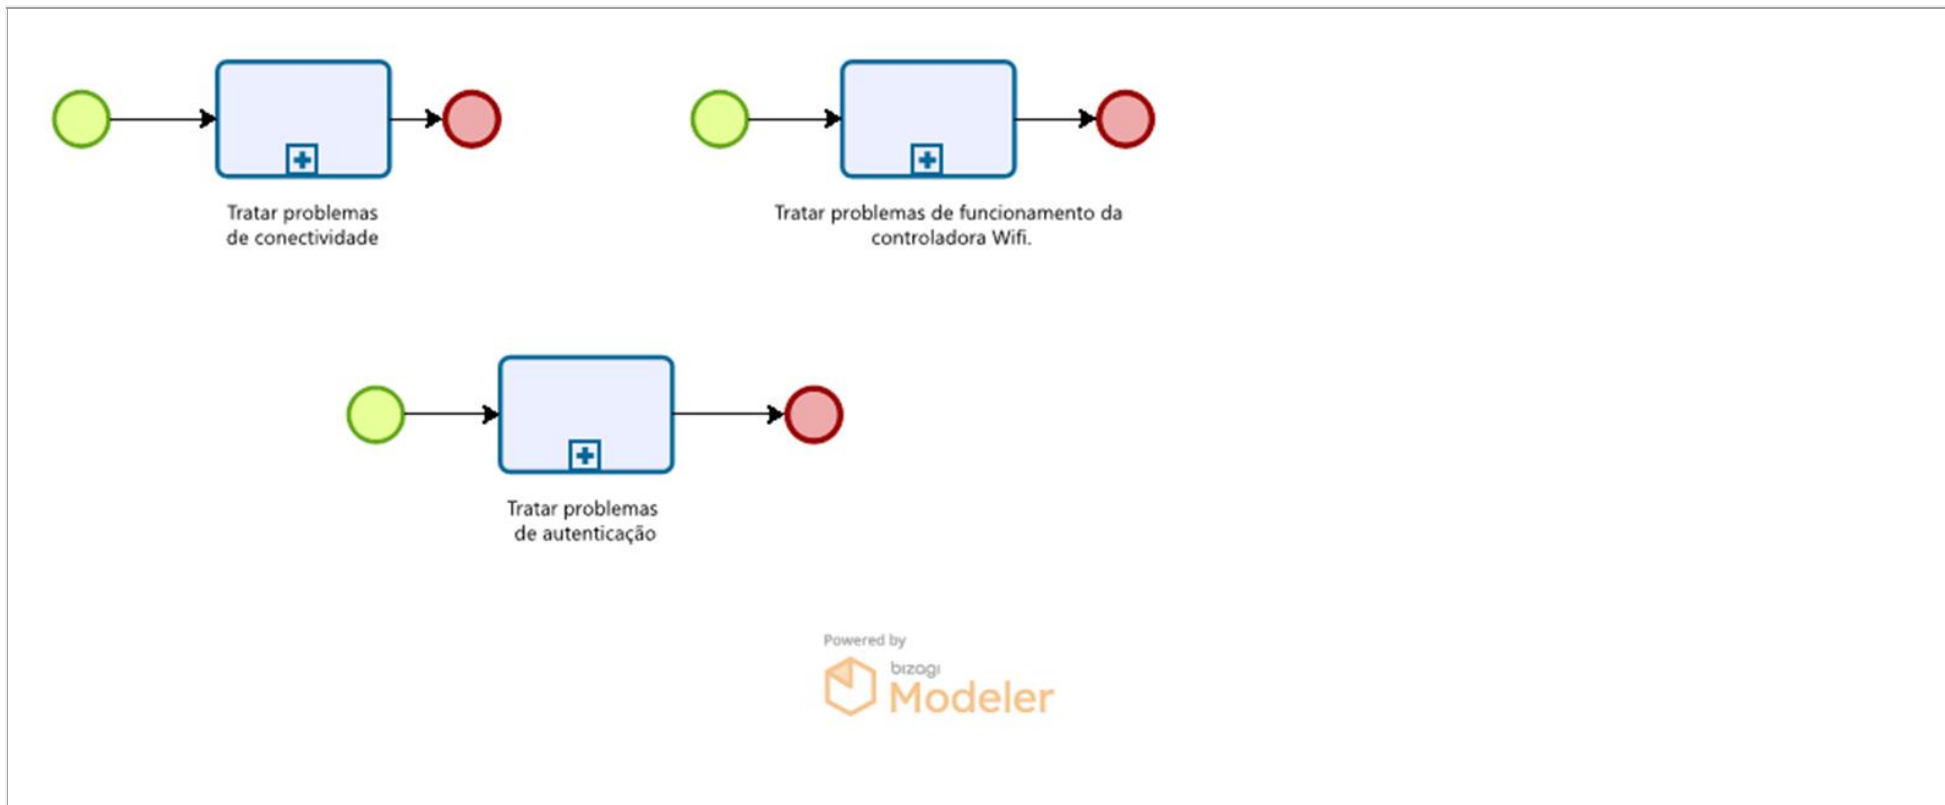 Tratar problemas
de conectividade
Tratar problemas de funcionamento da
controladora Wifi.
Tratar problemas
de autenticação
Powered by
bizagi
Modeler